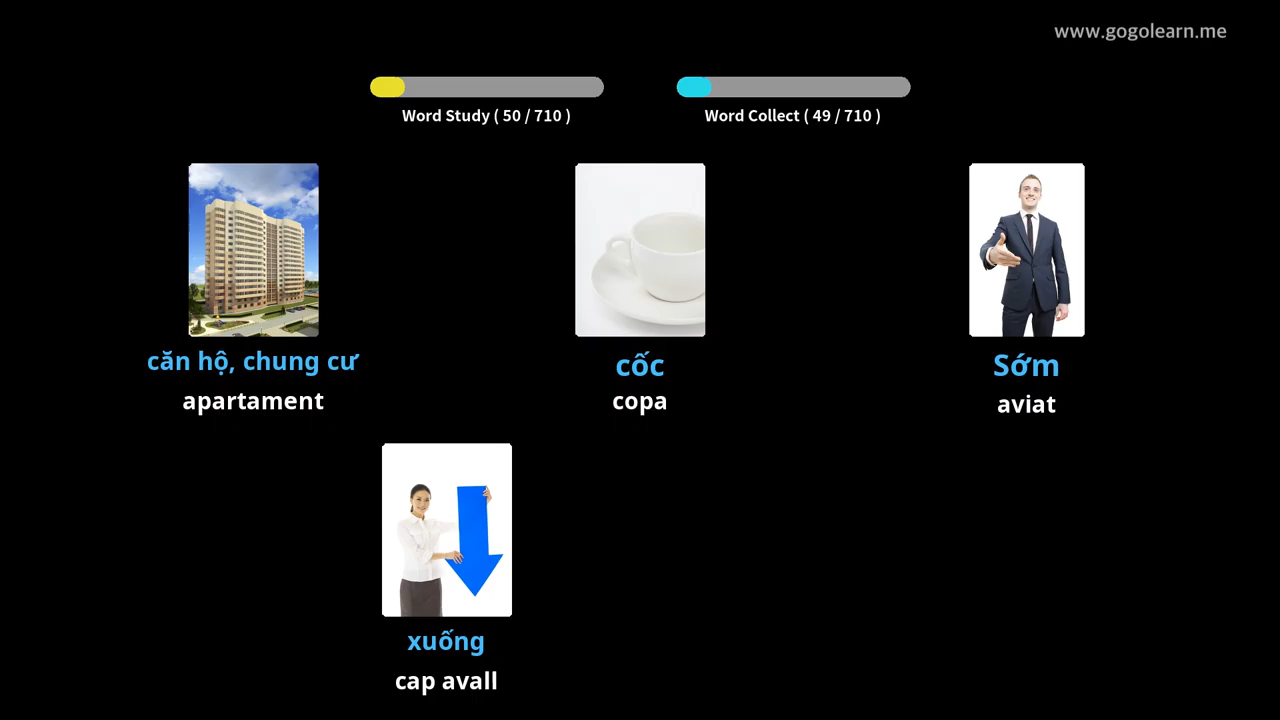 www.gogolearn.me
Word Study ( 50 / 710 )
Word Collect ( 49 / 710 )
căn hộ, chung cư
apartament
cốc
copa
Sớm
aviat
xuống
cap avall